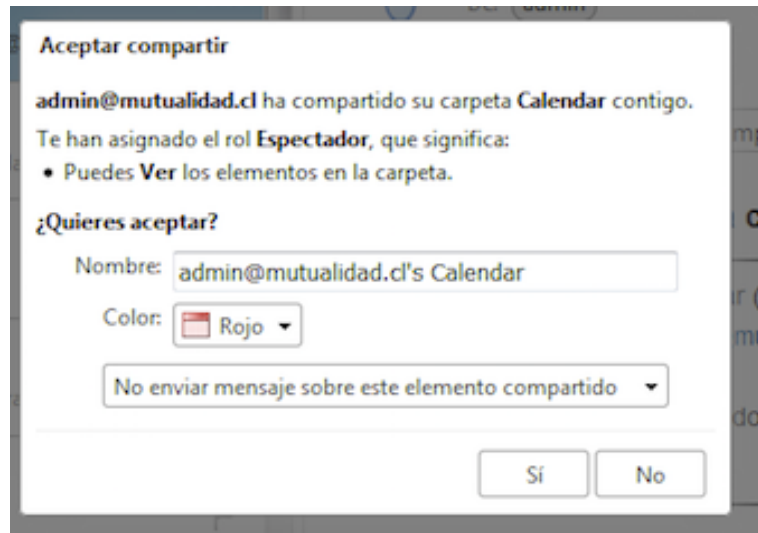 De: admin
Aceptar compartir
admin@mutualidad.cl ha compartido su carpeta Calendar contigo.
Te han asignado el rol Espectador, que significa:
• Puedes Ver los elementos en la carpeta.
¿Quieres aceptar?
Nombre: admin@mutualidad.cl's Calendar
Color: Rojo
No enviar mensaje sobre este elemento compartido
Sí No